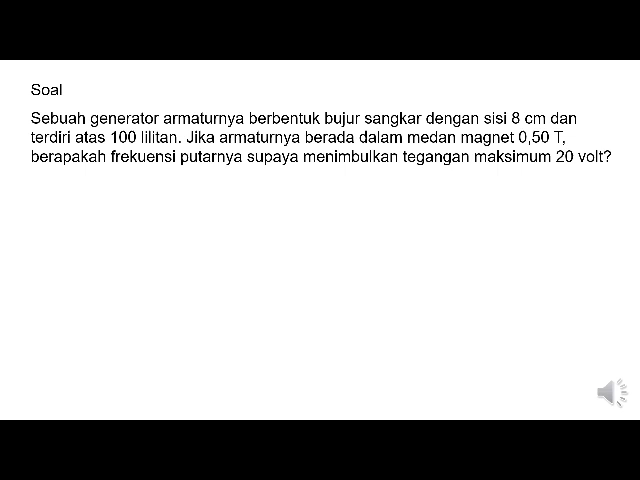 Soal
Sebuah generator armaturnya berbentuk bujur sangkar dengan sisi 8 cm dan
terdiri atas 100 lilitan. Jika armaturnya berada dalam medan magnet 0,50 T,
berapakah frekuensi putarnya supaya menimbulkan tegangan maksimum 20 volt?